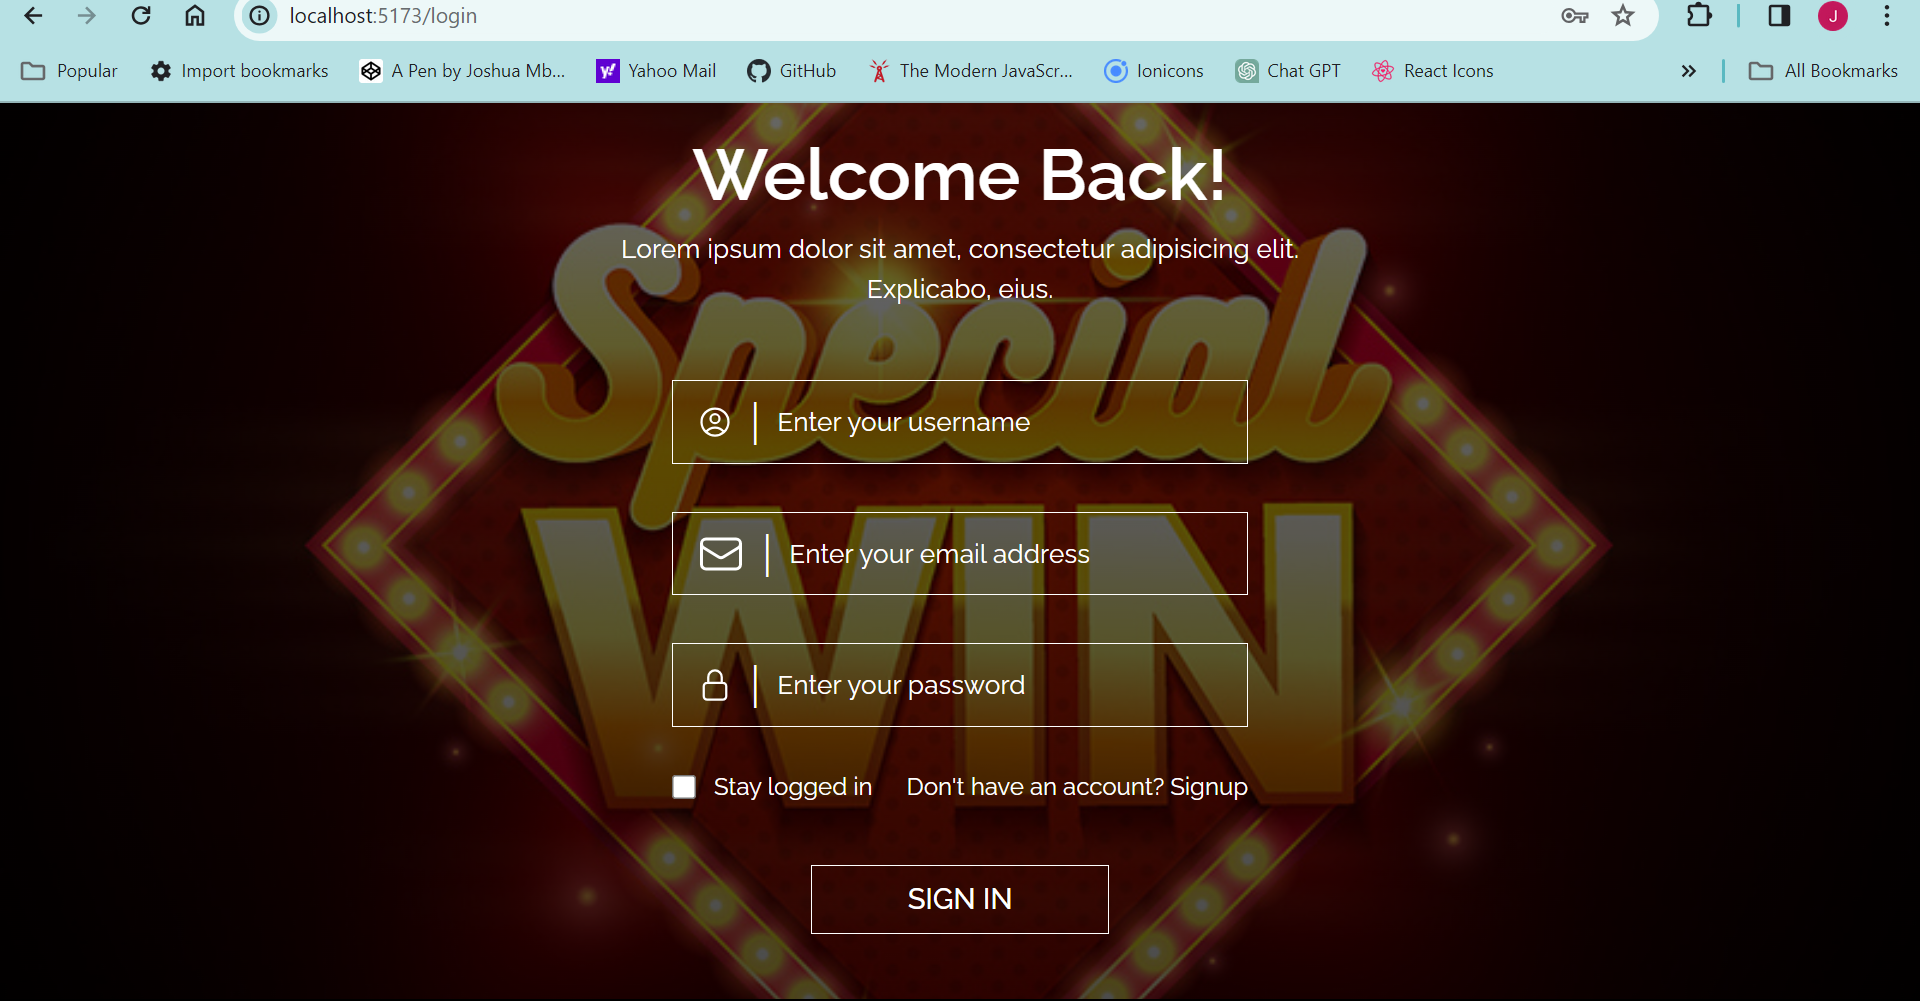 localhost:5173/login
J
Popular Import bookmarks A Pen by Joshua Mb... Yahoo Mail GitHub The Modern JavaScr... Ionicons Chat GPT React Icons All Bookmarks
Welcome Back!
Lorem ipsum dolor sit amet, consectetur adipisicing elit.
Explicabo, eius.
Special
Enter your username
WIN
Enter your email address
Enter your password
Stay logged in Don't have an account? Signup
SIGN IN